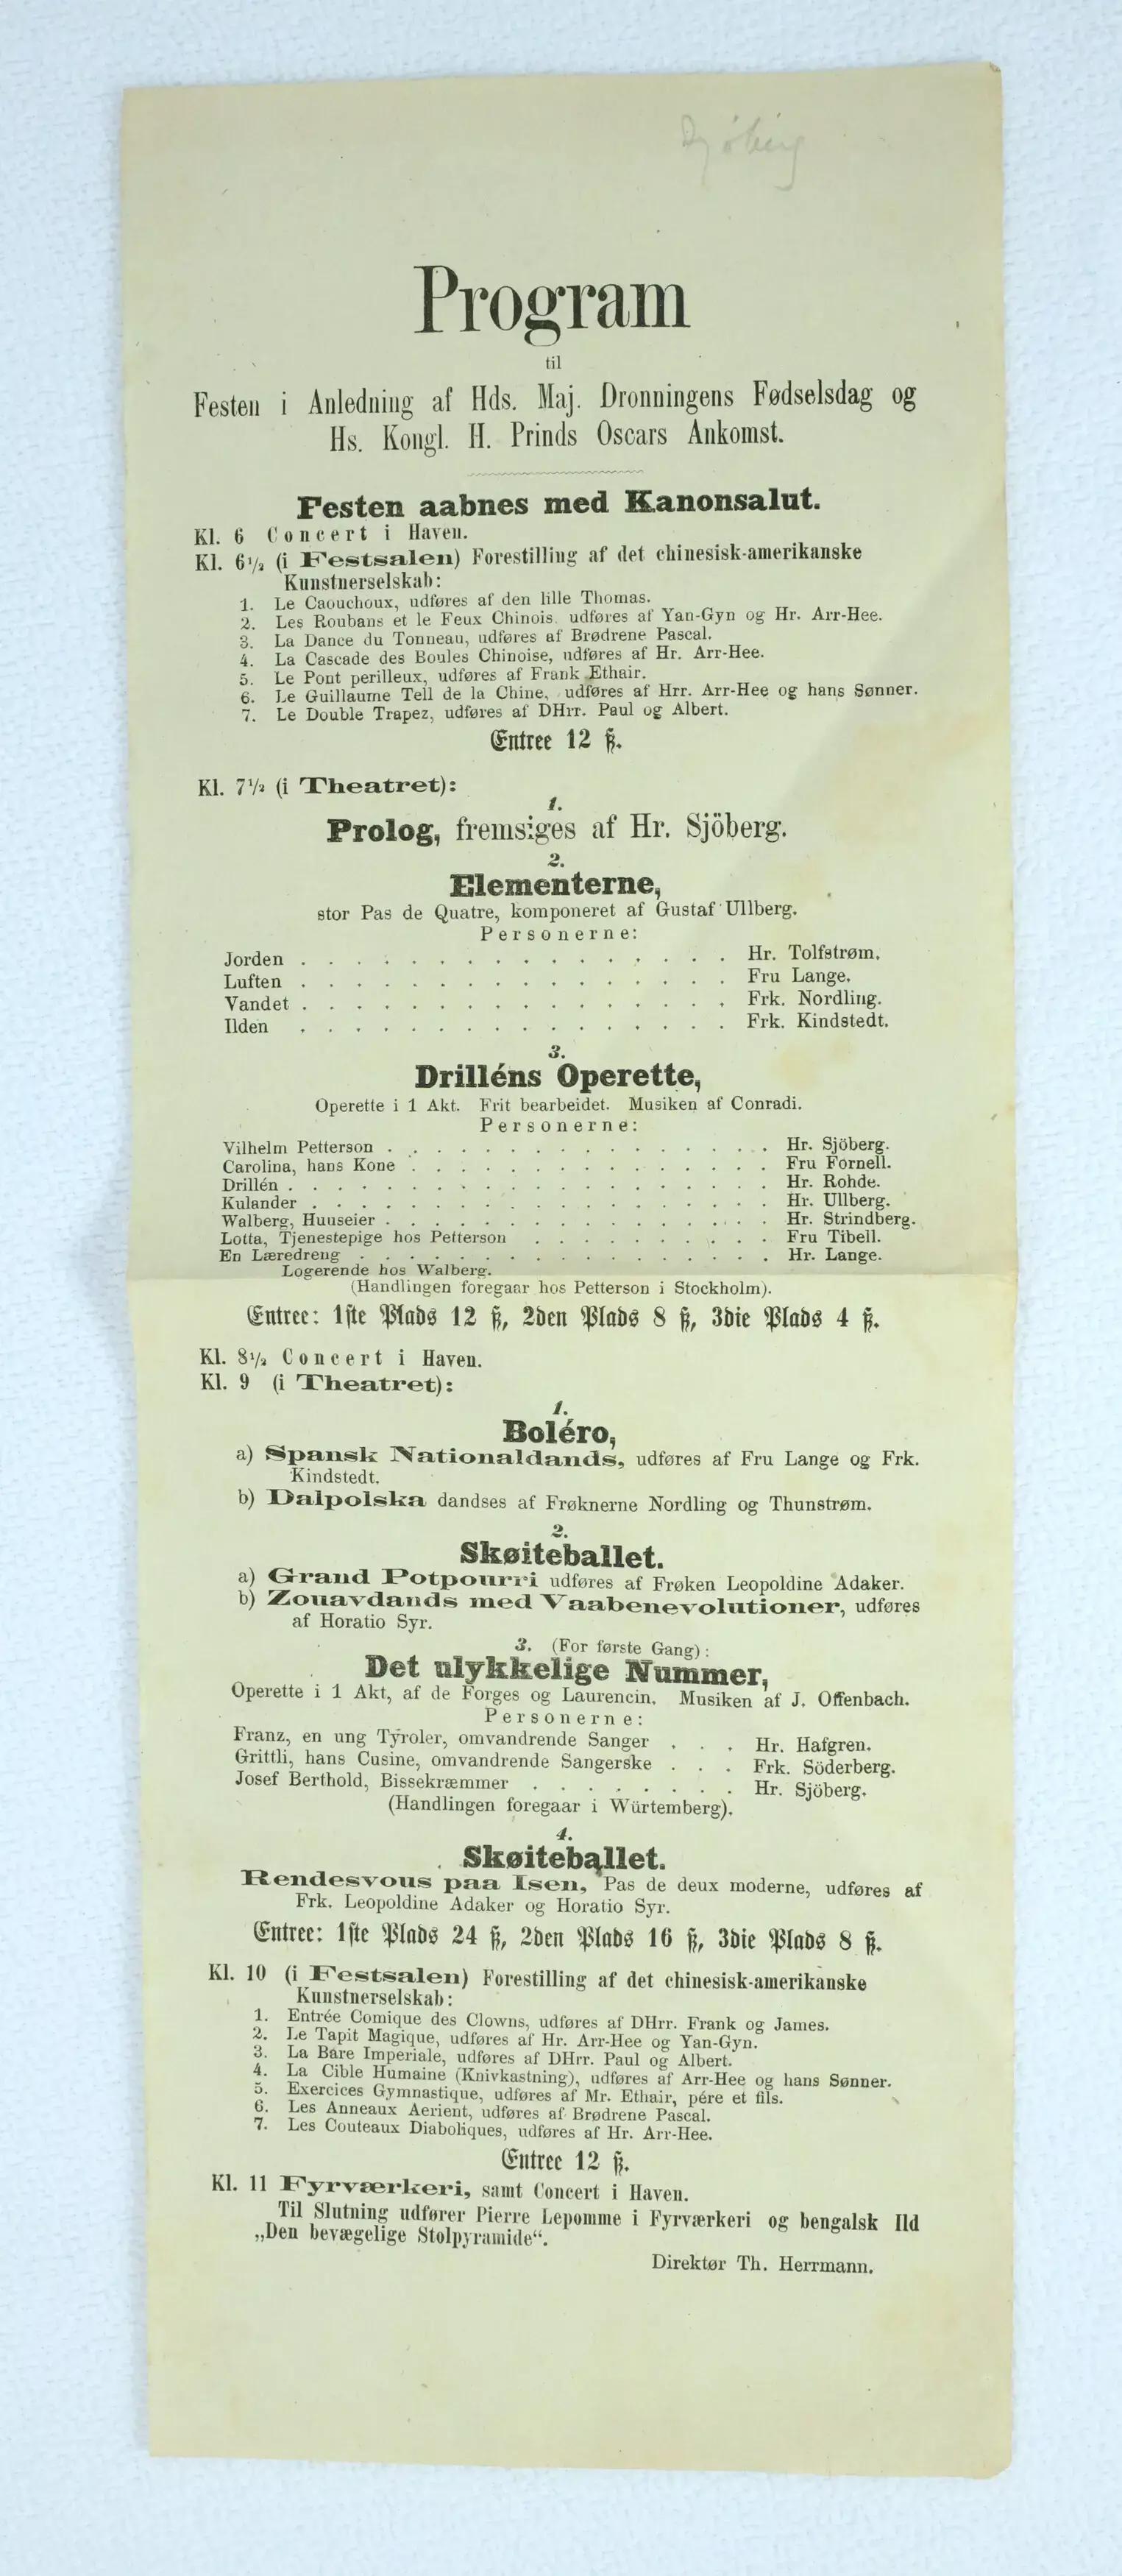 Program
til
Festen i Anledning af Hds. Maj. Dronningens Fødselsdag og
Hs. Kongl. H. Prinds Oscars Ankomst.
Festen aabnes med Kanonsalut.
Kl. 6 Concert i Haven.
Kl. 6½ (i Festsalen) Forestilling af det chinesisk-amerikanske
Kunstnerselskab:
1. Le Caouchoux, udføres af den lille Thomas.
2. Les Roubans et le Feux Chinois. udføres af Yan-Gyn og Hr. Arr-Hee.
3. La Dance du Tonneau, udføres af Brødrene Pascal.
4. La Cascade des Boules Chinoise, udføres af Hr. Arr-Hee.
5. Le Pont perilleux, udføres af Frank Ethair.
6. Le Guillaume Tell de la Chine, udføres af Hrr. Arr-Hee og hans Sønner.
7. Le Double Trapez, udføres af DHrr. Paul og Albert.
Entree 12 ß.
Kl. 7½ (i Theatret):
1.
Prolog, fremsiges af Hr. Sjöberg.
2.
Elementerne,
stor Pas de Quatre, komponeret af Gustaf Ullberg.
Personerne:
Jorden . . . . . . . . . . . . . . . . Hr. Tolfstrøm.
Luften . . . . . . . . . . . . . . . . Fru Lange.
Vandet . . . . . . . . . . . . . . . . Frk. Nordling.
Ilden . . . . . . . . . . . . . . . . Frk. Kindstedt.
3.
Drilléns Operette,
Operette i 1 Akt. Frit bearbeidet. Musiken af Conradi.
Personerne:
Vilhelm Petterson . . . . . . . . . . . . . . . . Hr. Sjöberg.
Carolina, hans Kone . . . . . . . . . . . . . . . Fru Fornell.
Drillén . . . . . . . . . . . . . . . . . . . Hr. Rohde.
Kulander . . . . . . . . . . . . . . . . . . Hr. Ullberg.
Walberg, Huuseier . . . . . . . . . . . . . . . . Hr. Strindberg.
Lotta, Tjenestepige hos Petterson . . . . . . . . . . Fru Tibell.
En Læredreng . . . . . . . . . . . . . . . . . Hr. Lange.
Logerende hos Walberg.
(Handlingen foregaar hos Petterson i Stockholm).
Entree: 1ste Plads 12 ß, 2den Plads 8 ß, 3die Plads 4 ß.
Kl. 8½ Concert i Haven.
Kl. 9 (i Theatret):
1.
Boléro,
a) Spansk Nationaldands, udføres af Fru Lange og Frk.
Kindstedt.
b) Dalpolska dandses af Frøknerne Nordling og Thunstrøm.
2.
Skøiteballet.
a) Grand Potpourri udføres af Frøken Leopoldine Adaker.
b) Zouavdands med Vaabenevolutioner, udføres
af Horatio Syr.
3. (For første Gang):
Det ulykkelige Nummer,
Operette i 1 Akt, af de Forges og Laurencin. Musiken af J. Offenbach.
Personerne:
Franz, en ung Tyroler, omvandrende Sanger . . . Hr. Hafgren.
Grittli, hans Cusine, omvandrende Sangerske . . . Frk. Söderberg.
Josef Berthold, Bissekræmmer . . . . . . . . Hr. Sjöberg.
(Handlingen foregaar i Würtemberg).
4.
Skøiteballet.
Rendesvous paa Isen, Pas de deux moderne, udføres af
Frk. Leopoldine Adaker og Horatio Syr.
Entree: 1ste Plads 24 ß, 2den Plads 16 ß, 3die Plads 8 ß.
Kl. 10 (i Festsalen) Forestilling af det chinesisk-amerikanske
Kunstnerselskab:
1. Entrée Comique des Clowns, udføres af DHrr. Frank og James.
2. Le Tapit Magique, udføres af Hr. Arr-Hee og Yan-Gyn.
3. La Bare Imperiale, udføres af DHrr. Paul og Albert.
4. La Cible Humaine (Knivkastning), udføres af Arr-Hee og hans Sønner.
5. Exercices Gymnastique, udføres af Mr. Ethair, pére et fils.
6. Les Anneaux Aerient, udføres af Brødrene Pascal.
7. Les Couteaux Diaboliques, udføres af Hr. Arr-Hee.
Entree 12 ß.
Kl. 11 Fyrværkeri, samt Concert i Haven.
Til Slutning udfører Pierre Lepomme i Fyrværkeri og bengalsk Ild
„Den bevægelige Stolpyramide“.
Direktør Th. Herrmann.